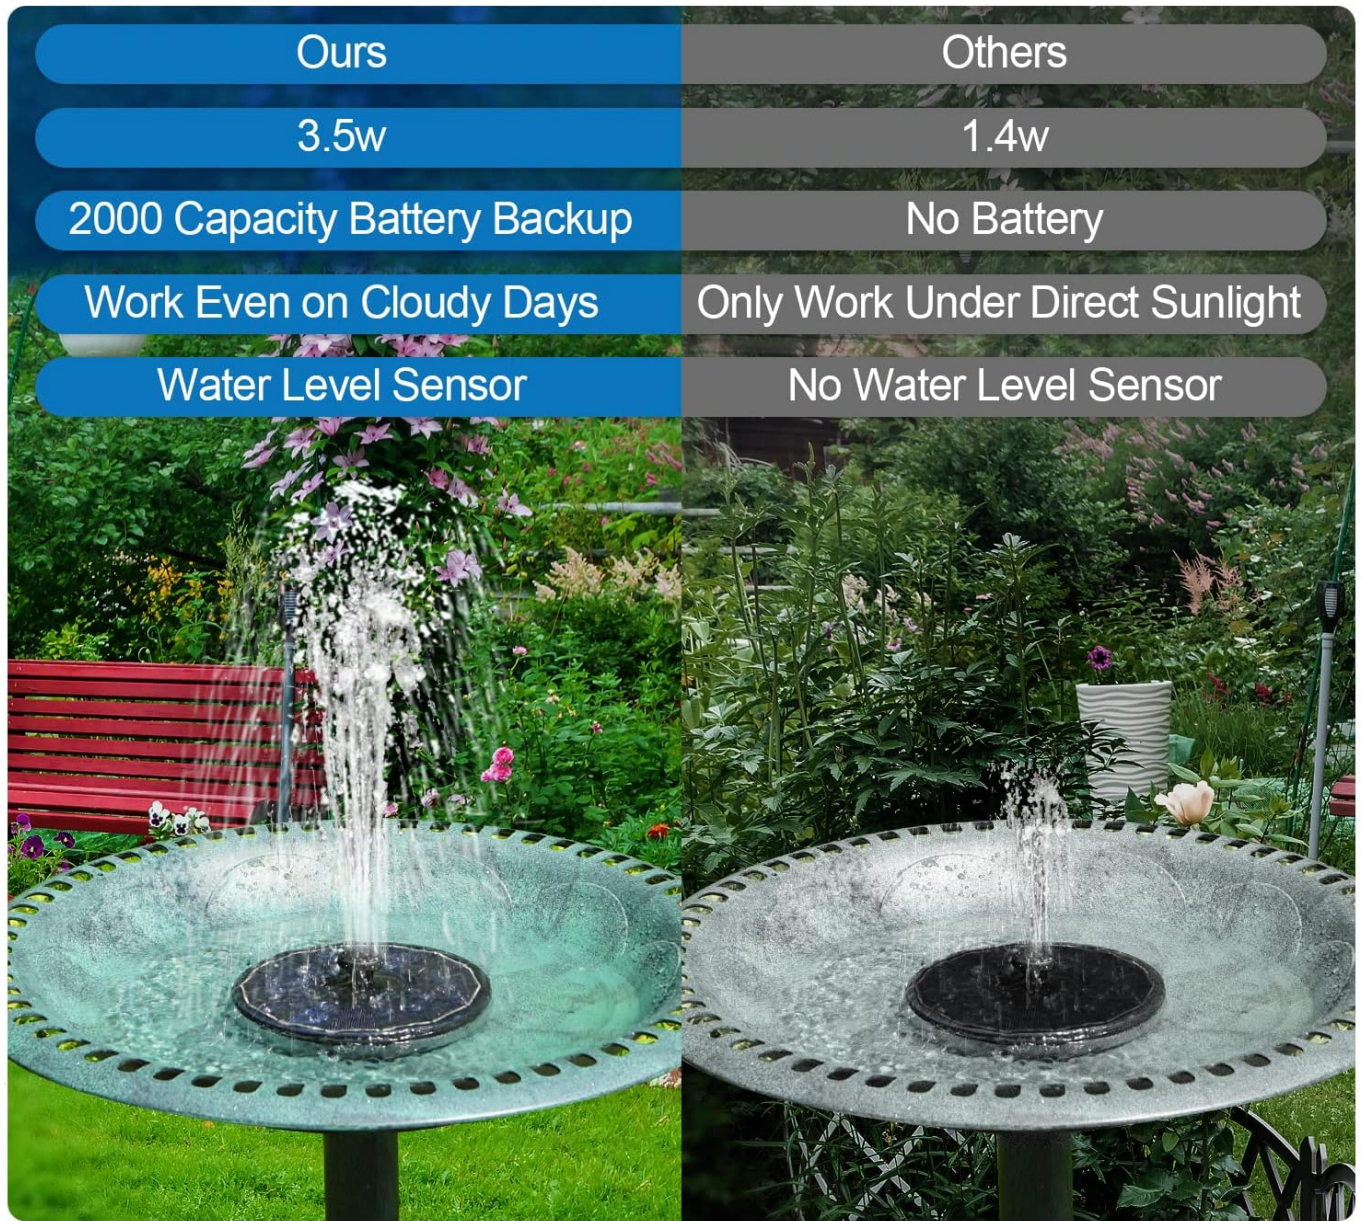 Ours
Others
3.5w
1.4w
2000 Capacity Battery Backup
No Battery
Work Even on Cloudy Days
Only Work Under Direct Sunlight
Water Level Sensor
No Water Level Sensor